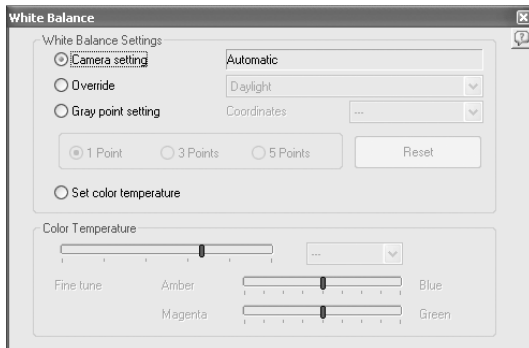 White Balance
White Balance Settings
Camera setting Automatic
Override Daylight
Gray point setting Coordinates ---
1 Point 3 Points 5 Points Reset
Set color temperature
Color Temperature
---
Fine tune Amber Blue
Magenta Green